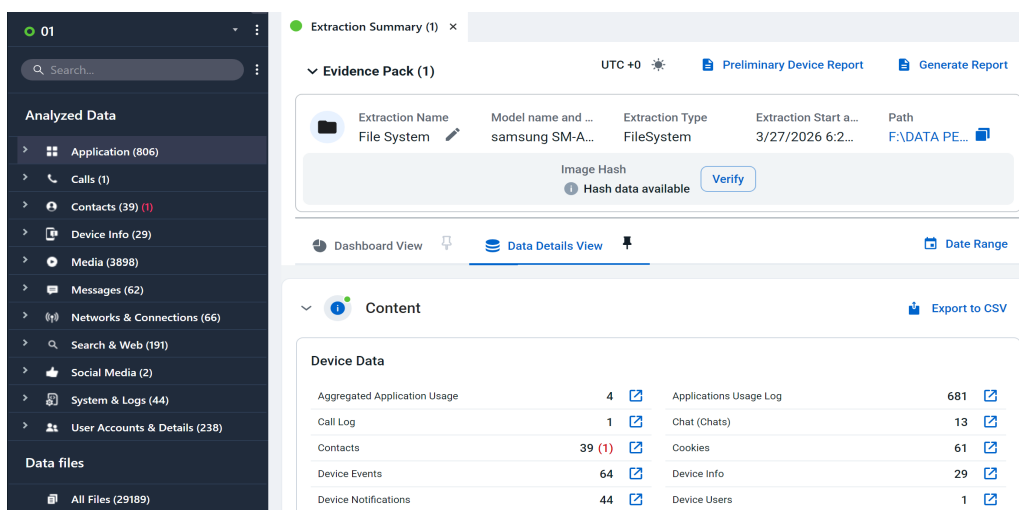 01
Search...
Analyzed Data
Application (806)
Calls (1)
Contacts (39) (1)
Device Info (29)
Media (3898)
Messages (62)
Networks & Connections (66)
Search & Web (191)
Social Media (2)
System & Logs (44)
User Accounts & Details (238)
Data files
All Files (29189)
Extraction Summary (1) ×
Evidence Pack (1)
UTC +0
Preliminary Device Report
Generate Report
Extraction Name
File System
Model name and ...
samsung SM-A...
Extraction Type
FileSystem
Extraction Start a...
3/27/2026 6:2...
Path
F:\DATA PE...
Image Hash
Hash data available
Verify
Dashboard View
Data Details View
Date Range
Content
Export to CSV
Device Data
Aggregated Application Usage 4
Applications Usage Log 681
Call Log 1
Chat (Chats) 13
Contacts 39 (1)
Cookies 61
Device Events 64
Device Info 29
Device Notifications 44
Device Users 1